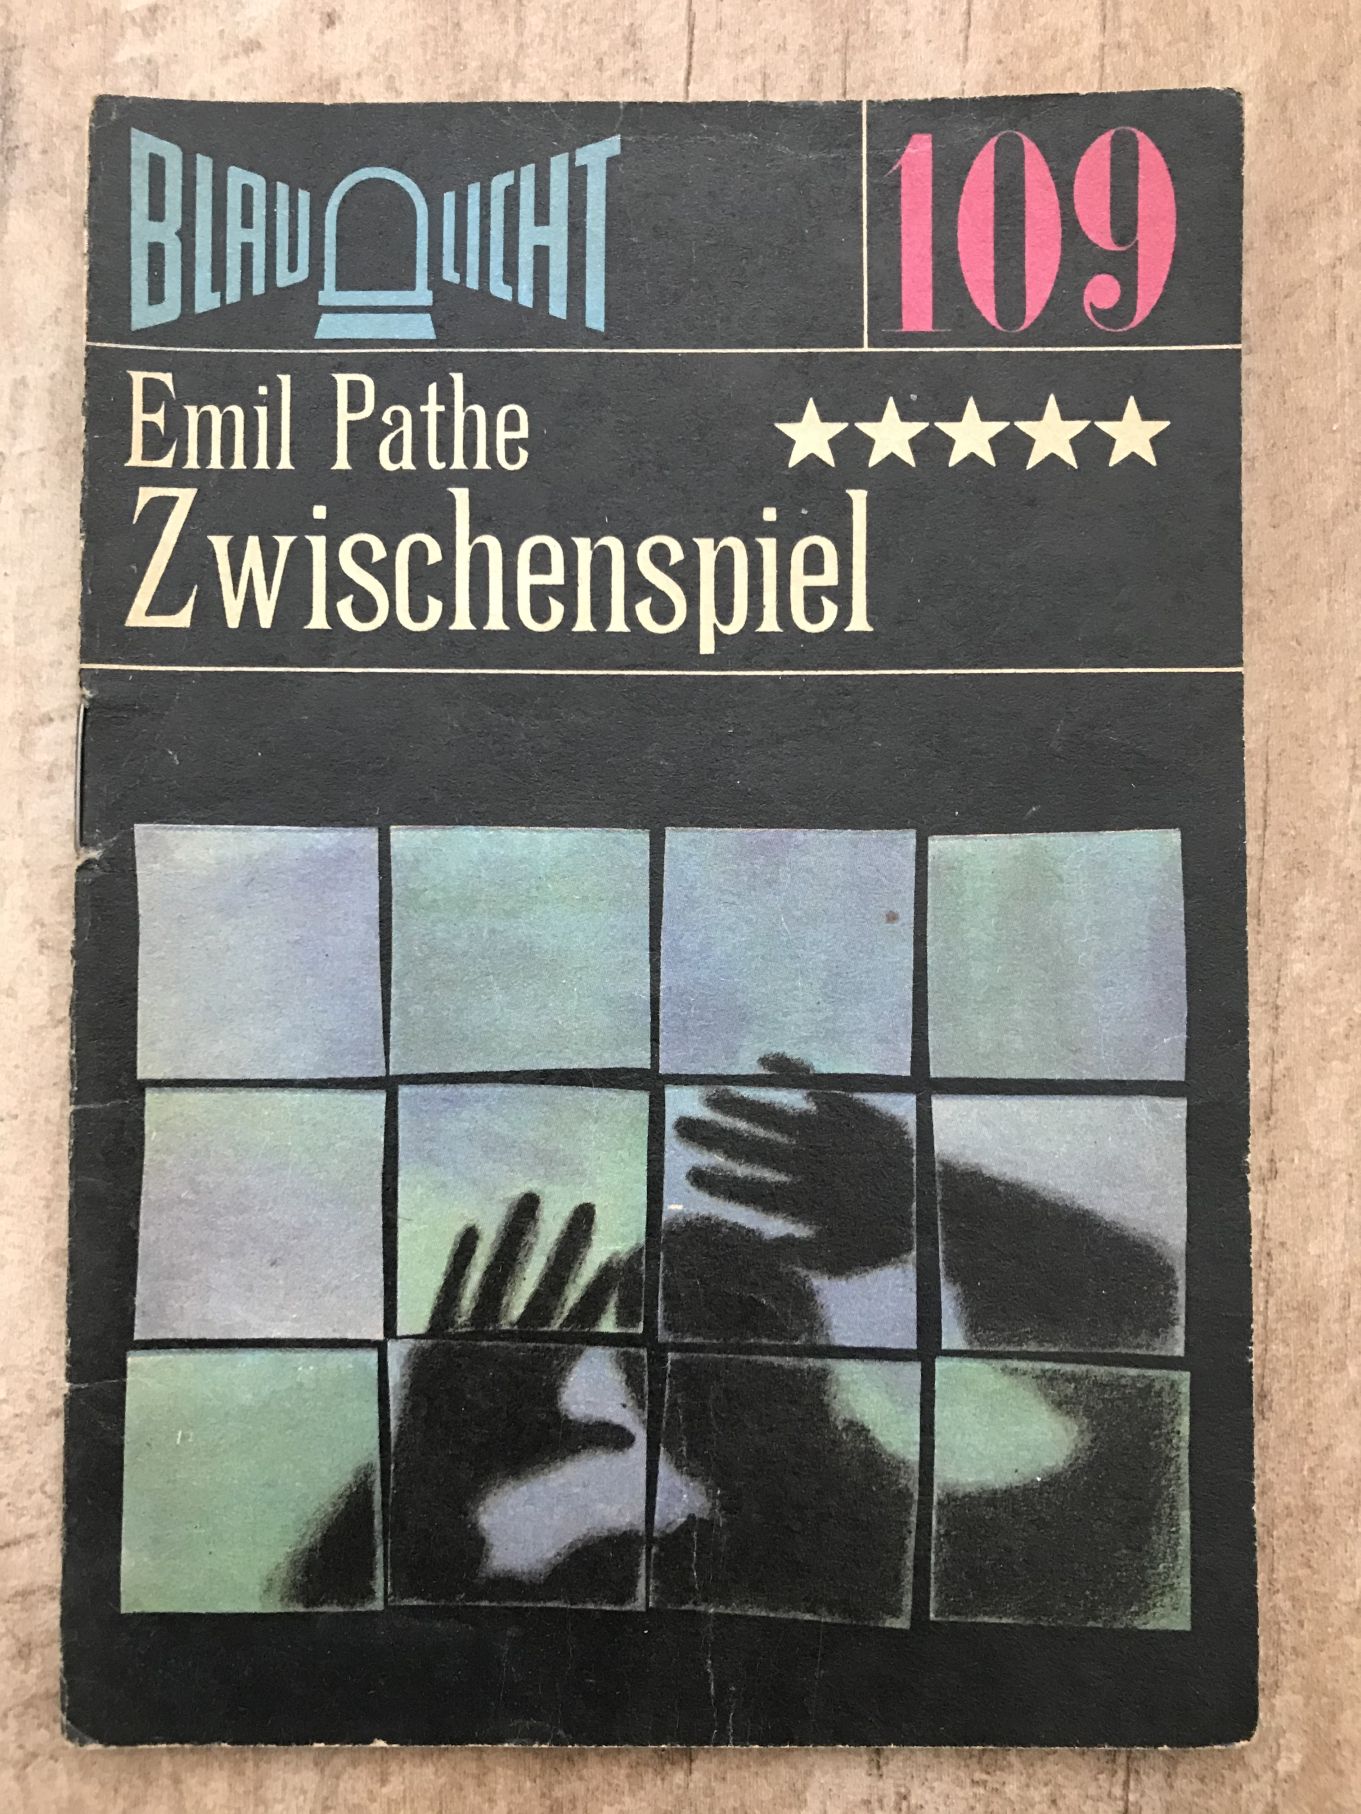 BLAULICHT
109
Emil Pathe
Zwischenspiel